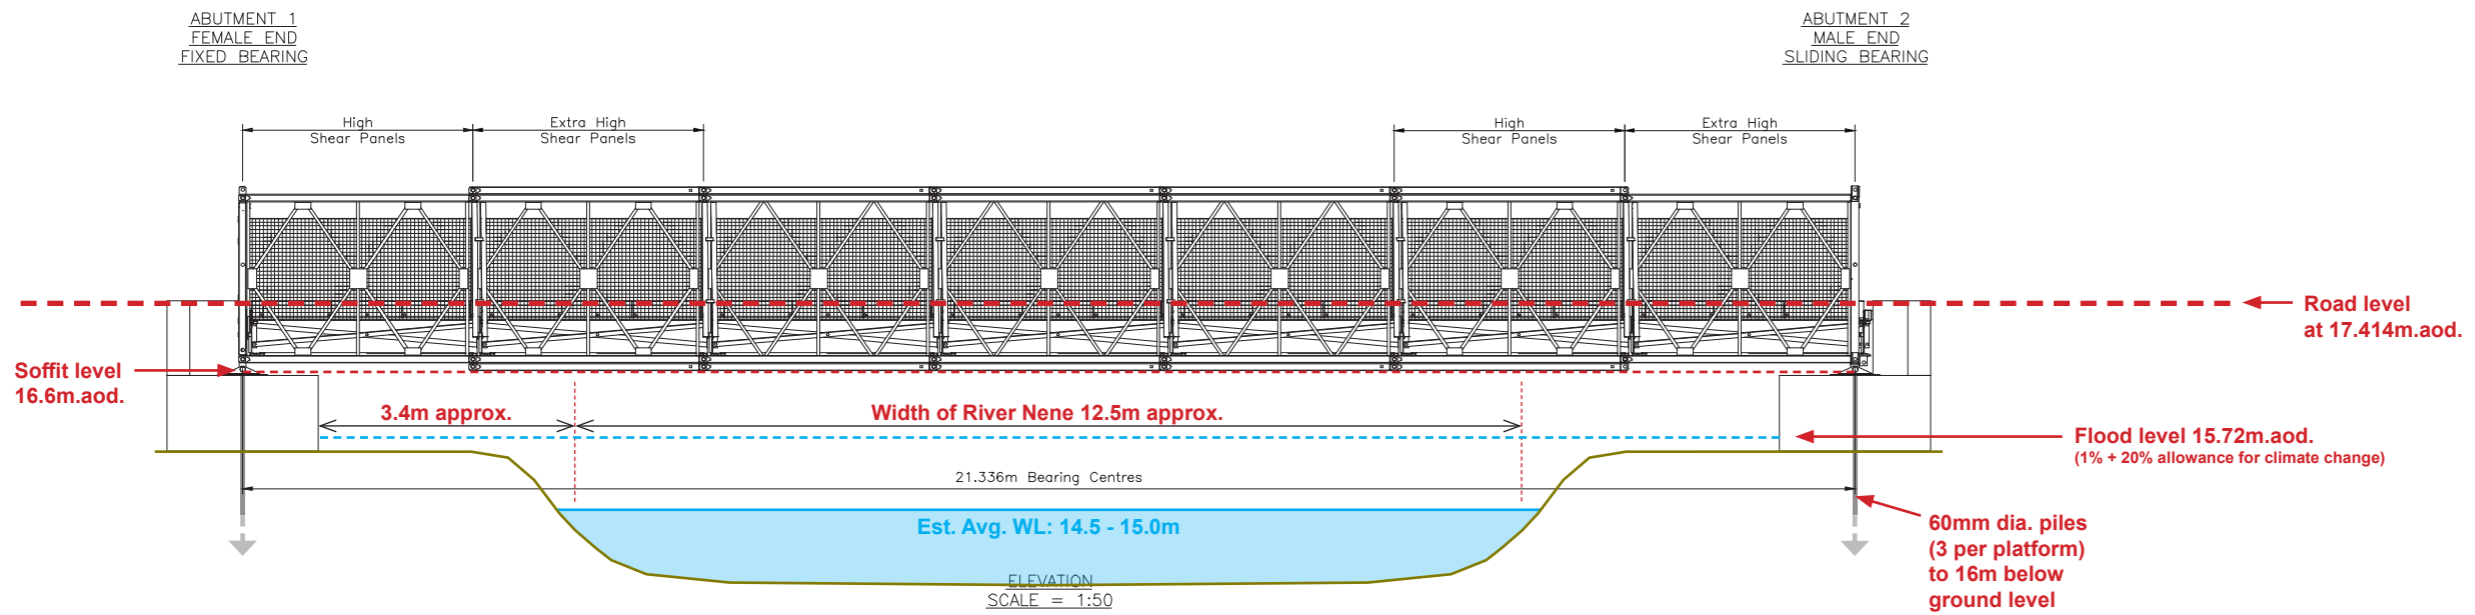 ABUTMENT 1
FEMALE END
FIXED BEARING
ABUTMENT 2
MALE END
SLIDING BEARING
High
Shear Panels
Extra High
Shear Panels
High
Shear Panels
Extra High
Shear Panels
Road level
at 17.414m.aod.
Soffit level
16.6m.aod.
3.4m approx.
Width of River Nene 12.5m approx.
Flood level 15.72m.aod.
(1% + 20% allowance for climate change)
21.336m Bearing Centres
Est. Avg. WL: 14.5 - 15.0m
60mm dia. piles
(3 per platform)
to 16m below
ground level
ELEVATION
SCALE = 1:50